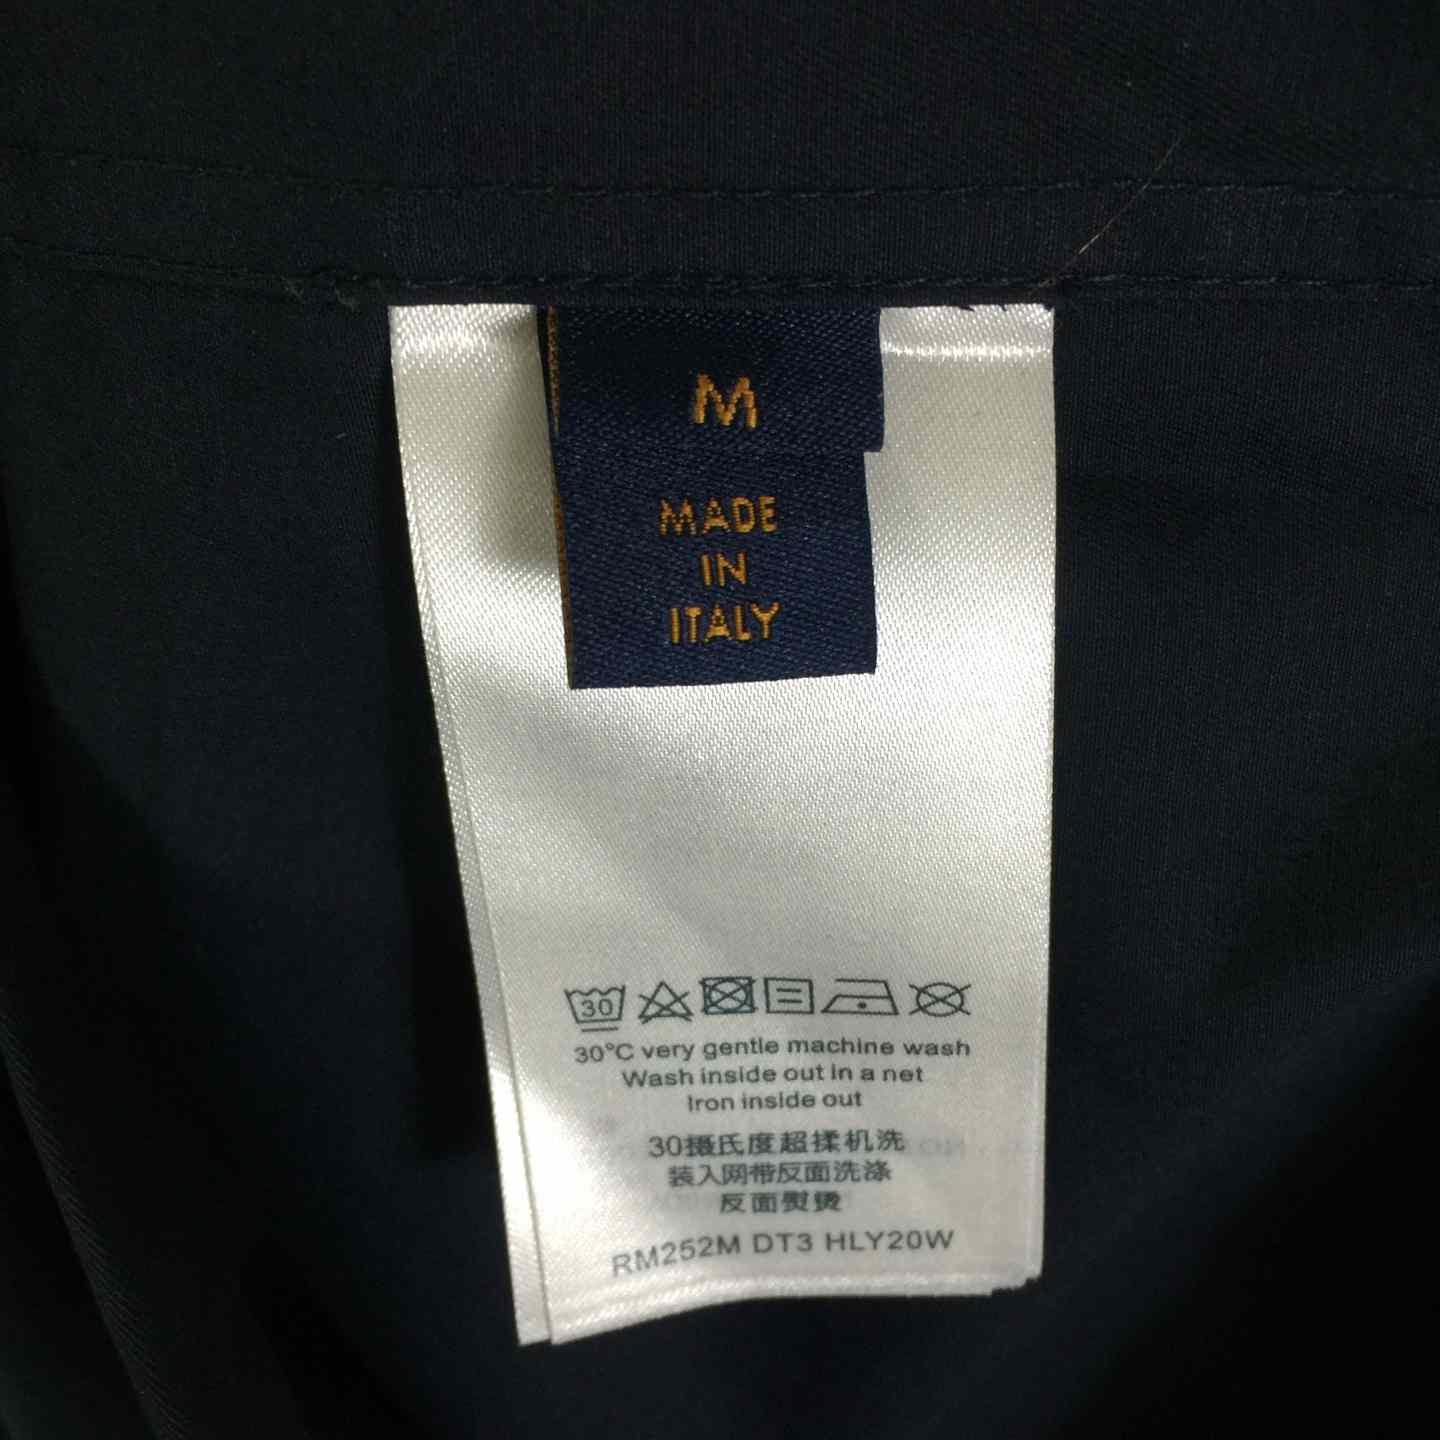 M
MADE
IN
ITALY
30
30°C very gentle machine wash
Wash inside out in a net
Iron inside out
30摄氏度超揉机洗
装入网带反面洗涤
反面熨烫
RM252M DT3 HLY20W